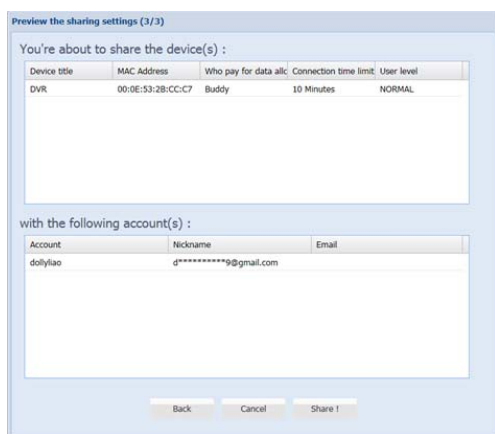 Preview the sharing settings (3/3)
You're about to share the device(s) :
Device title MAC Address Who pay for data allc Connection time limit User level
DVR 00:0E:53:2B:CC:C7 Buddy 10 Minutes NORMAL
with the following account(s) :
Account Nickname Email
dollyliao d**********9@gmail.com
Back Cancel Share !